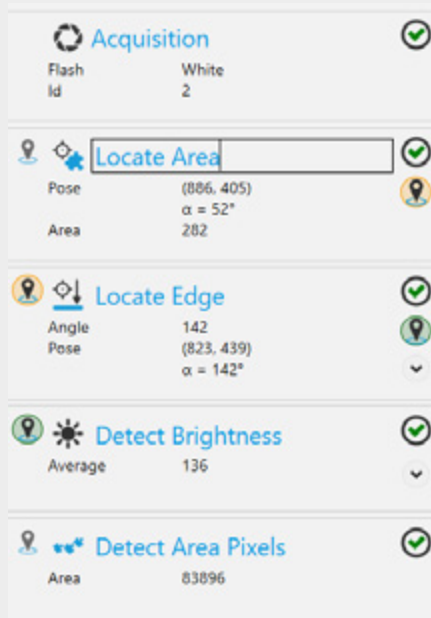 Acquisition
Flash White
Id 2
Locate Area
Pose (886, 405)
α = 52°
Area 282
Locate Edge
Angle 142
Pose (823, 439)
α = 142°
Detect Brightness
Average 136
Detect Area Pixels
Area 83896